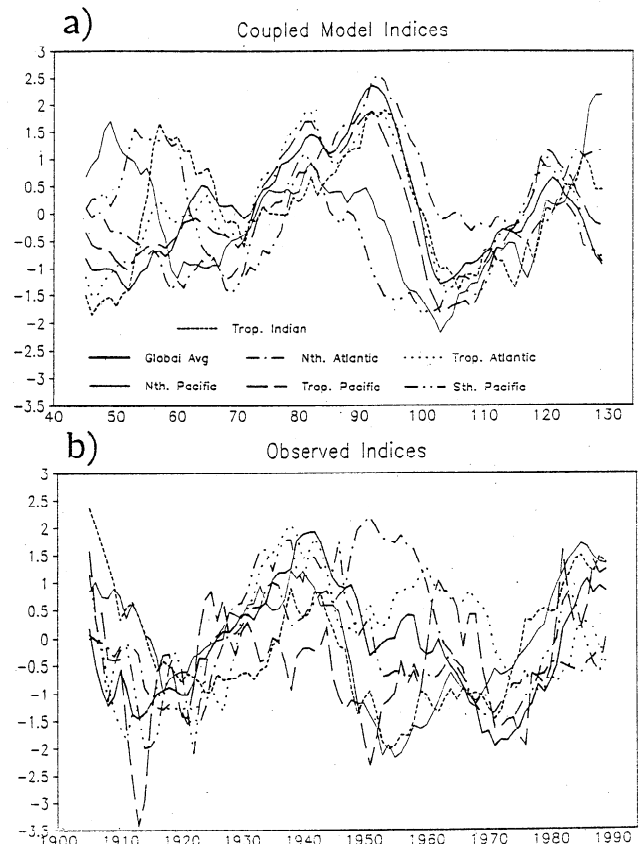 a)
Coupled Model Indices
3
2.5
2
1.5
1
0.5
0
-0.5
-1
-1.5
-2
-2.5
-3
-3.5
Trop. Indian
Global Avg
Nth. Atlantic
Trop. Atlantic
Nth. Pacific
Trop. Pacific
Sth. Pacific
40 50 60 70 80 90 100 110 120 130
b)
Observed Indices
3
2.5
2
1.5
1
0.5
0
-0.5
-1
-1.5
-2
-2.5
-3
-3.5
1900 1910 1920 1930 1940 1950 1960 1970 1980 1990